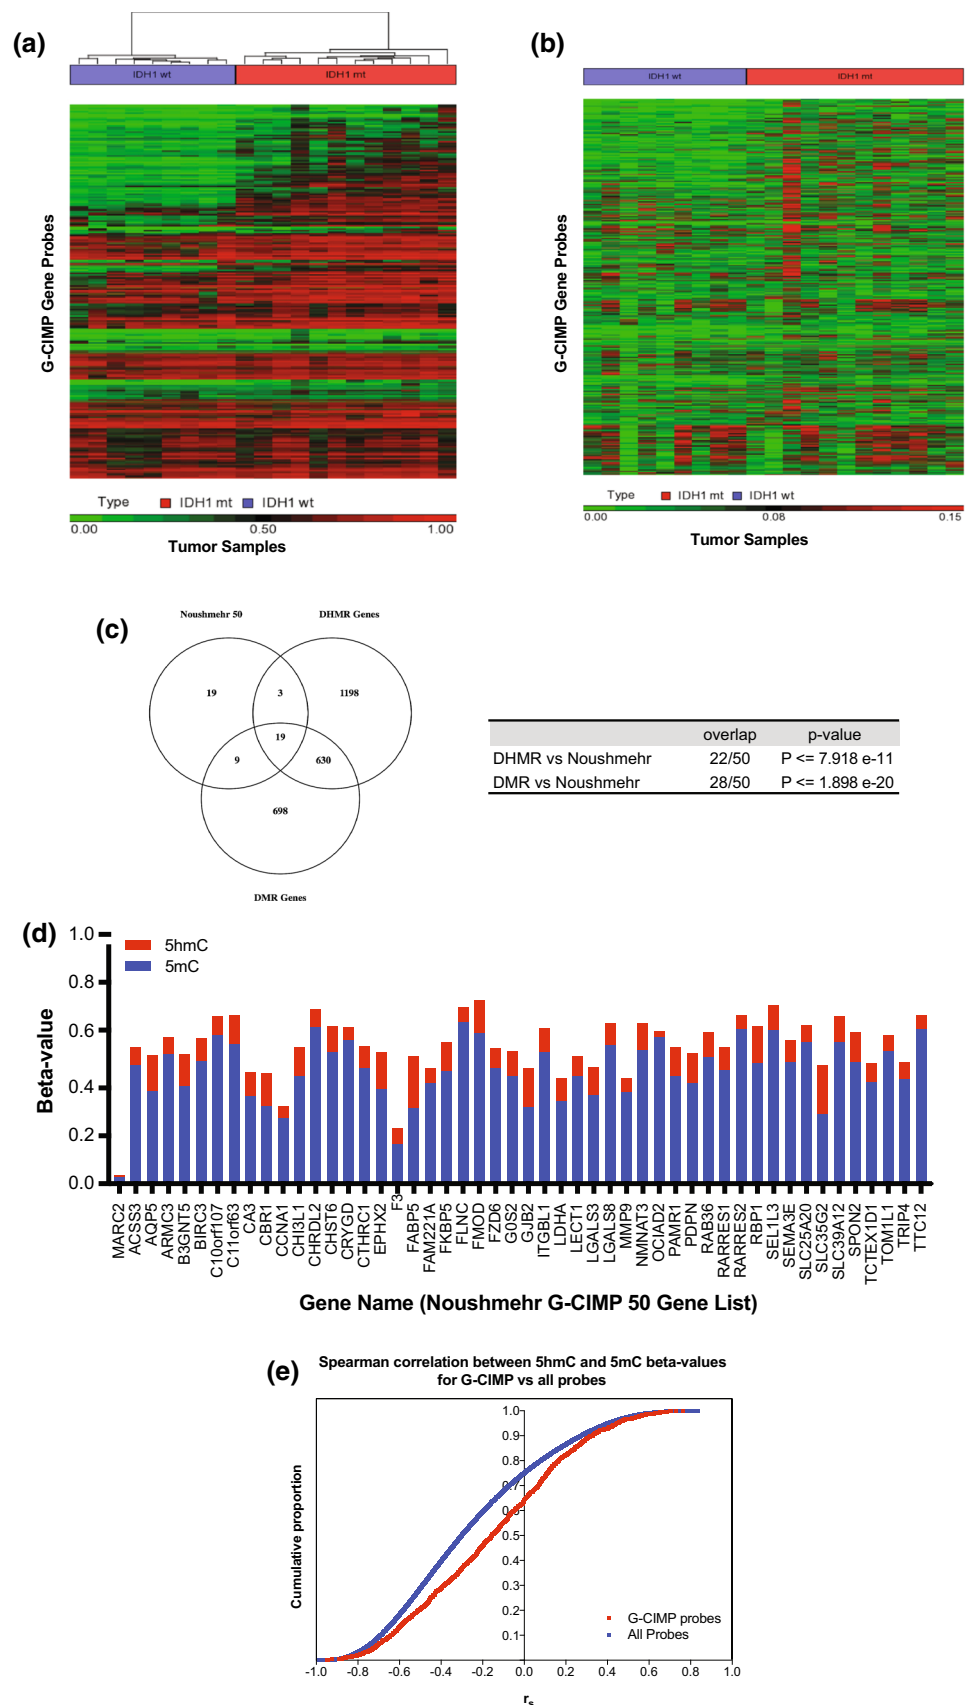 (a)
IDH1 wt
IDH1 mt
G-CIMP Gene Probes
Type IDH1 mt IDH1 wt
0.00 0.50 1.00
Tumor Samples
(b)
IDH1 wt
IDH1 mt
G-CIMP Gene Probes
Type IDH1 mt IDH1 wt
0.00 0.08 0.15
Tumor Samples
(c)
Noushmehr 50
DHMR Genes
19
3
1198
19
9
630
698
DMR Genes
overlap p-value
DHMR vs Noushmehr 22/50 P <= 7.918 e-11
DMR vs Noushmehr 28/50 P <= 1.898 e-20
(d)
5hmC
5mC
Beta-value
1.0
0.8
0.6
0.4
0.2
0.0
MARC2
ACSS3
AQP5
ARMC3
B3GNT5
BIRC3
C10orf107
C11orf63
CA3
CBR1
CCNA1
CHI3L1
CHRDL2
CHST6
CRYGD
CTHRC1
EPHX2
F3
FABP5
FAM221A
FKBP5
FLNC
FMOD
FZD6
G0S2
GJB2
ITGBL1
LDHA
LECT1
LGALS3
LGALS8
MMP9
NMNAT3
OCIAD2
PAMR1
PDPN
RAB36
RARRES1
RARRES2
RBP1
SEL1L3
SEMA3E
SLC25A20
SLC35G2
SLC39A12
SPON2
TCTEX1D1
TOM1L1
TRIP4
TTC12
Gene Name (Noushmehr G-CIMP 50 Gene List)
(e)
Spearman correlation between 5hmC and 5mC beta-values
for G-CIMP vs all probes
Cumulative proportion
1.0
0.9
0.8
0.7
0.6
0.5
0.4
0.3
0.2
0.1
G-CIMP probes
All Probes
-1.0 -0.8 -0.6 -0.4 -0.2 0.0 0.2 0.4 0.6 0.8 1.0
rs